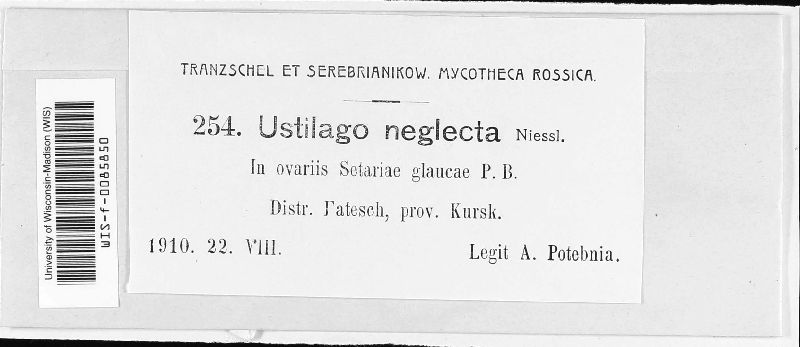 TRANZSCHEL ET SEREBRIANIKOW. MYCOTHECA ROSSICA.
254. Ustilago neglecta Niessl.
In ovariis Setariae glaucae P. B.
Distr. Fatesch, prov. Kursk.
1910. 22. VIII.
Legit A. Potebnia.
University of Wisconsin-Madison (WIS)
WIS-f-0085850